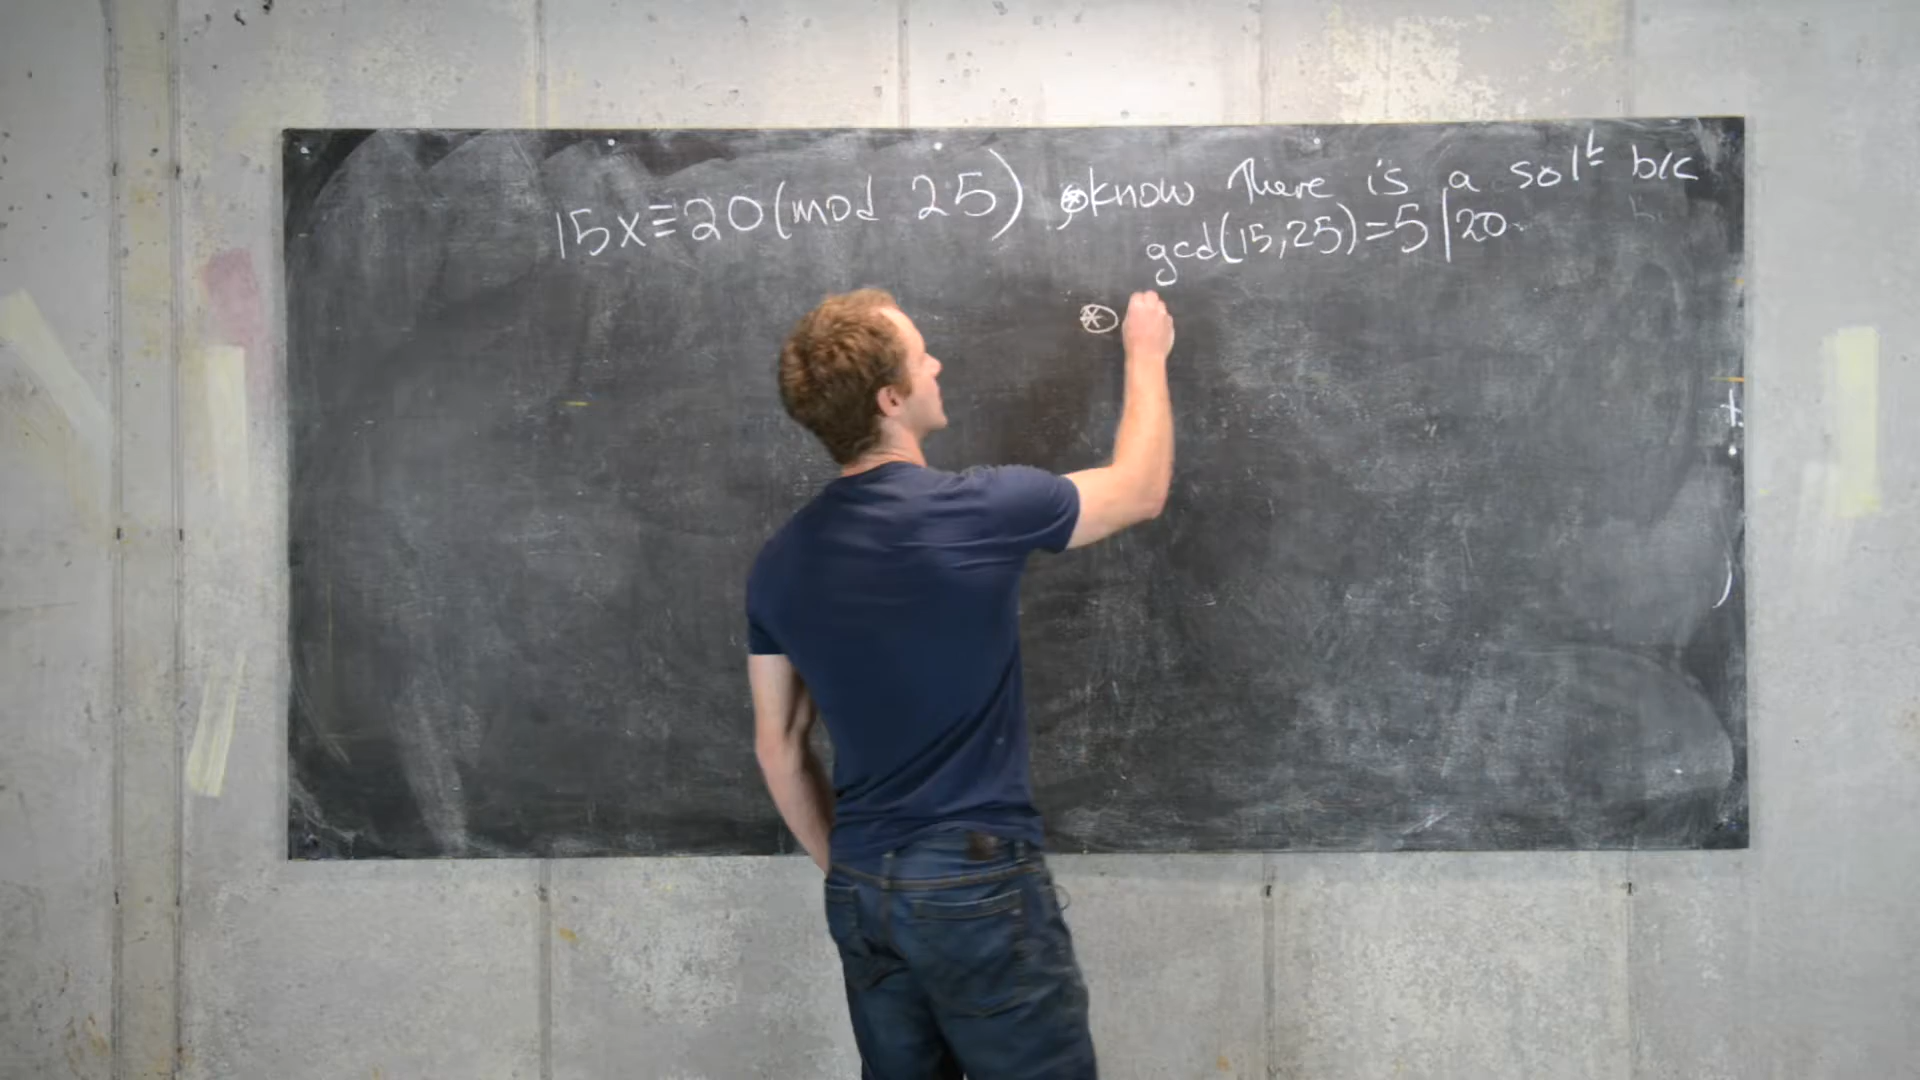 15x≡20(mod 25) ⊛know There is a sol^t b/c
gcd(15,25)=5|20.
⊛